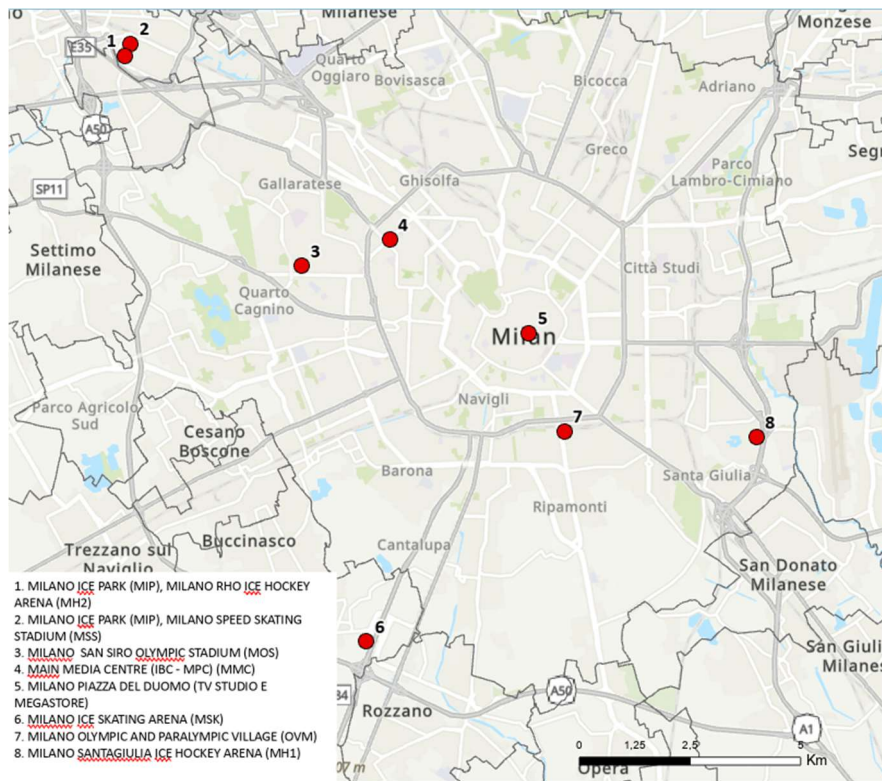 Milanese
Monzese
E35
1
2
Quarto
Oggiaro
Bovisasca
Bicocca
Adriano
A50
Greco
Parco
Lambro-Cimiano
Segr
SP11
Gallaratese
Ghisolfa
4
3
Settimo
Milanese
Quarto
Cagnino
Città Studi
5
Milan
Navigli
Parco Agricolo
Sud
Cesano
Boscone
7
8
Barona
Santa Giulia
Ripamonti
Buccinasco
Cantalupa
Trezzano sul
Naviglio
San Donato
Milanese
1. MILANO ICE PARK (MIP), MILANO RHO ICE HOCKEY
ARENA (MH2)
2. MILANO ICE PARK (MIP), MILANO SPEED SKATING
STADIUM (MSS)
3. MILANO SAN SIRO OLYMPIC STADIUM (MOS)
4. MAIN MEDIA CENTRE (IBC - MPC) (MMC)
5. MILANO PIAZZA DEL DUOMO (TV STUDIO E
MEGASTORE)
6. MILANO ICE SKATING ARENA (MSK)
7. MILANO OLYMPIC AND PARALYMPIC VILLAGE (OVM)
8. MILANO SANTAGIULIA ICE HOCKEY ARENA (MH1)
6
San Giuli
Milanes
34
Rozzano
A50
A1
07 m
0 1,25 2,5 5
Km
Opera